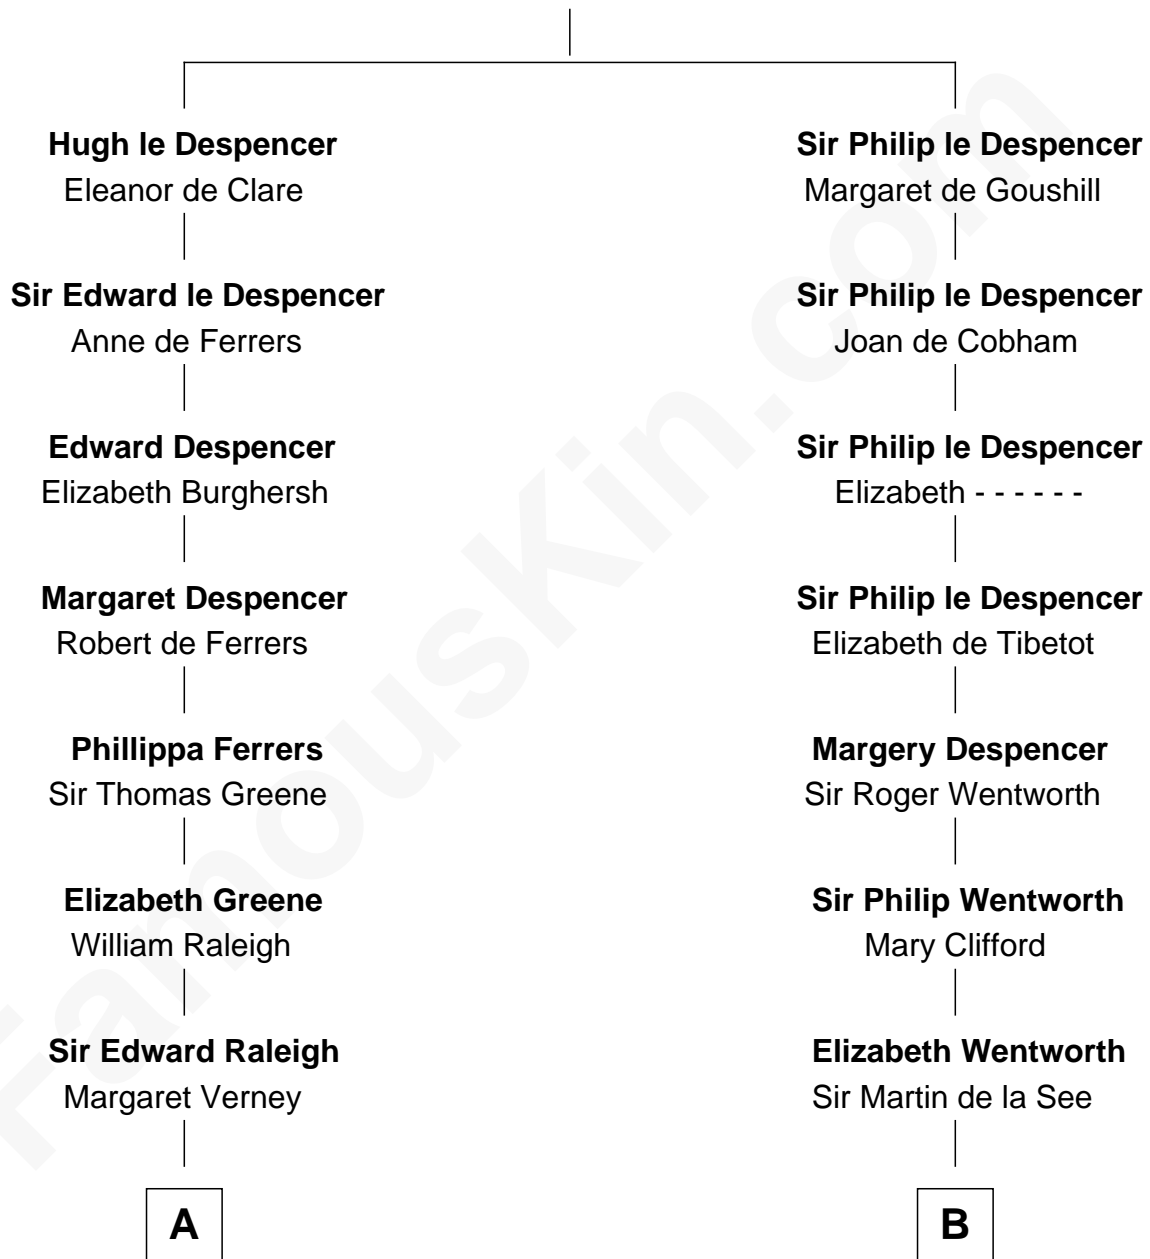 Hugh le Despencer
Eleanor de Clare
Sir Edward le Despencer
Anne de Ferrers
Edward Despencer
Elizabeth Burghersh
Margaret Despencer
Robert de Ferrers
Phillippa Ferrers
Sir Thomas Greene
Elizabeth Greene
William Raleigh
Sir Edward Raleigh
Margaret Verney
A
Sir Philip le Despencer
Margaret de Goushill
Sir Philip le Despencer
Joan de Cobham
Sir Philip le Despencer
Elizabeth - - - - - -
Sir Philip le Despencer
Elizabeth de Tibetot
Margery Despencer
Sir Roger Wentworth
Sir Philip Wentworth
Mary Clifford
Elizabeth Wentworth
Sir Martin de la See
B
FamousKin.com